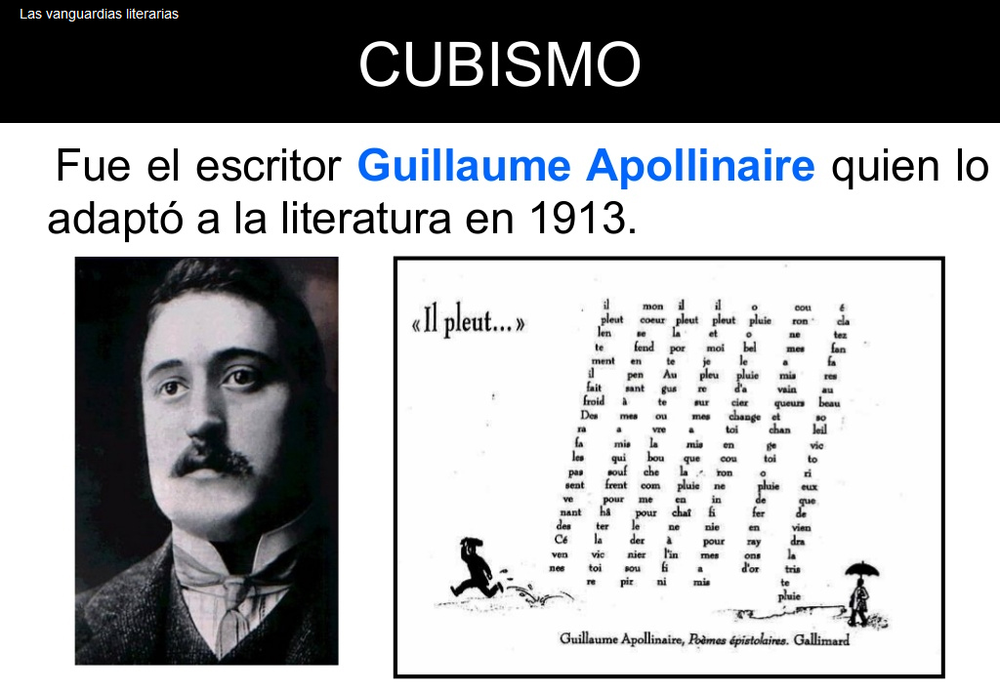 Las vanguardias literarias
CUBISMO
Fue el escritor Guillaume Apollinaire quien lo
adaptó a la literatura en 1913.
« Il pleut... »
il mon il il o cou é
pleut coeur pleut pleut pluie ron cla
len se la et o ne tez
te fend por moi bel mes fan
ment en te je le a fa
il pen Au pleu pluie mis res
fait sant gus re d'a vain au
froid à te sur cier queurs beau
Des mes ou mes change et so
ra a vre a toi chan leil
fa mis la mis en ge vic
les qui bou que cou toi to
pas souf che la ron o ri
sent frent com pluie ne pluie eux
ve pour me en in de que
nant hâ pour chaî fi fer de
des ter le ne nie en vien
Cé la der à pour ray dra
ven vic nier l'in mes ons la
nes toi sou fi a d'or tris
re pir ni mis te
pluie
Guillaume Apollinaire, Poèmes épistolaires. Gallimard